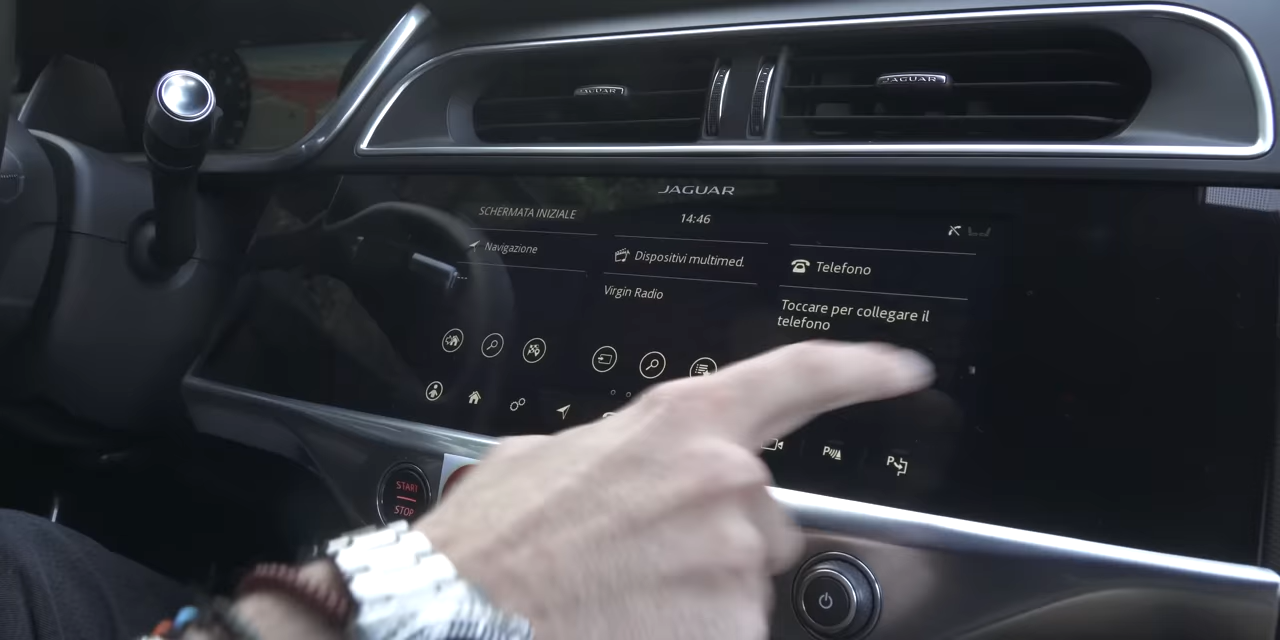 JAGUAR
JAGUAR
JAGUAR
SCHERMATA INIZIALE
14:46
Navigazione
Dispositivi multimed.
Telefono
Virgin Radio
Toccare per collegare il
telefono
START
STOP